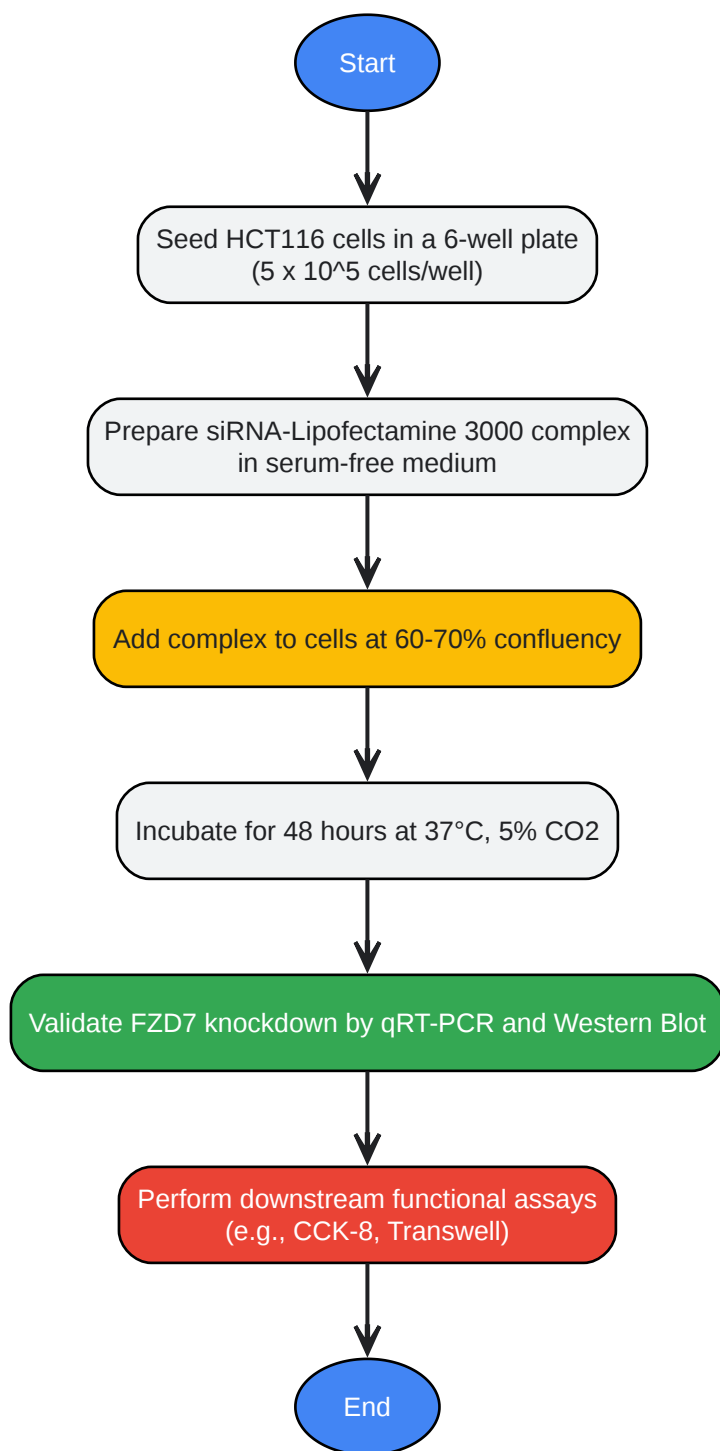 Start
Seed HCT116 cells in a 6-well plate
(5 x 10^5 cells/well)
Prepare siRNA-Lipofectamine 3000 complex
in serum-free medium
Add complex to cells at 60-70% confluency
Incubate for 48 hours at 37°C, 5% CO2
Validate FZD7 knockdown by qRT-PCR and Western Blot
Perform downstream functional assays
(e.g., CCK-8, Transwell)
End